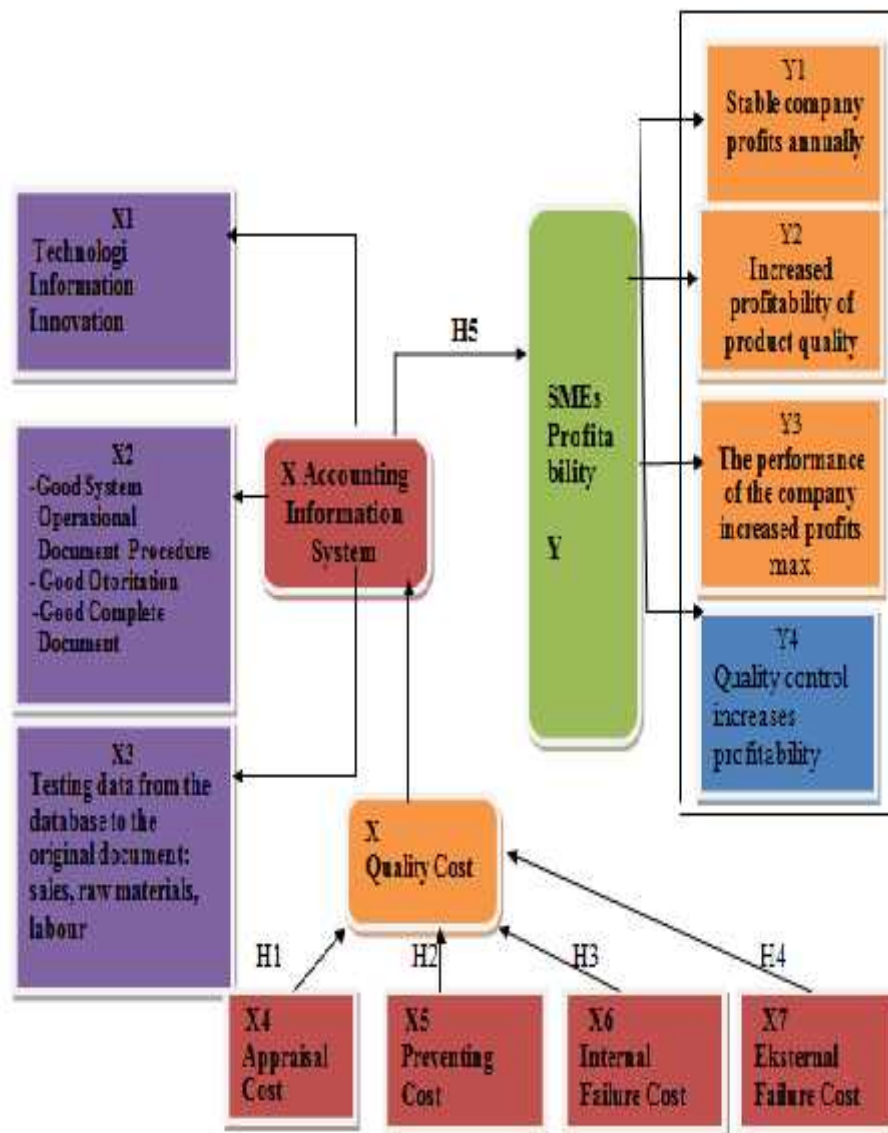 Y1
Stable company
profits annually
X1
Technologi
Information
Innovation
Y2
Increased
profitability of
product quality
H5
SMEs
Profita
bility
Y
X2
-Good System
Operasional
Document Procedure
- Good Otoritation
-Good Complete
Document
X Accounting
Information
System
Y3
The performance
of the company
increased profits
max
Y4
Quality control
increases
profitability
X3
Testing data from the
database to the
original document:
sales, raw materials,
labour
X
Quality Cost
H1
H2
H3
H4
X4
Appraisal
Cost
X5
Preventing
Cost
X6
Internal
Failure Cost
X7
Eksternal
Failure Cost